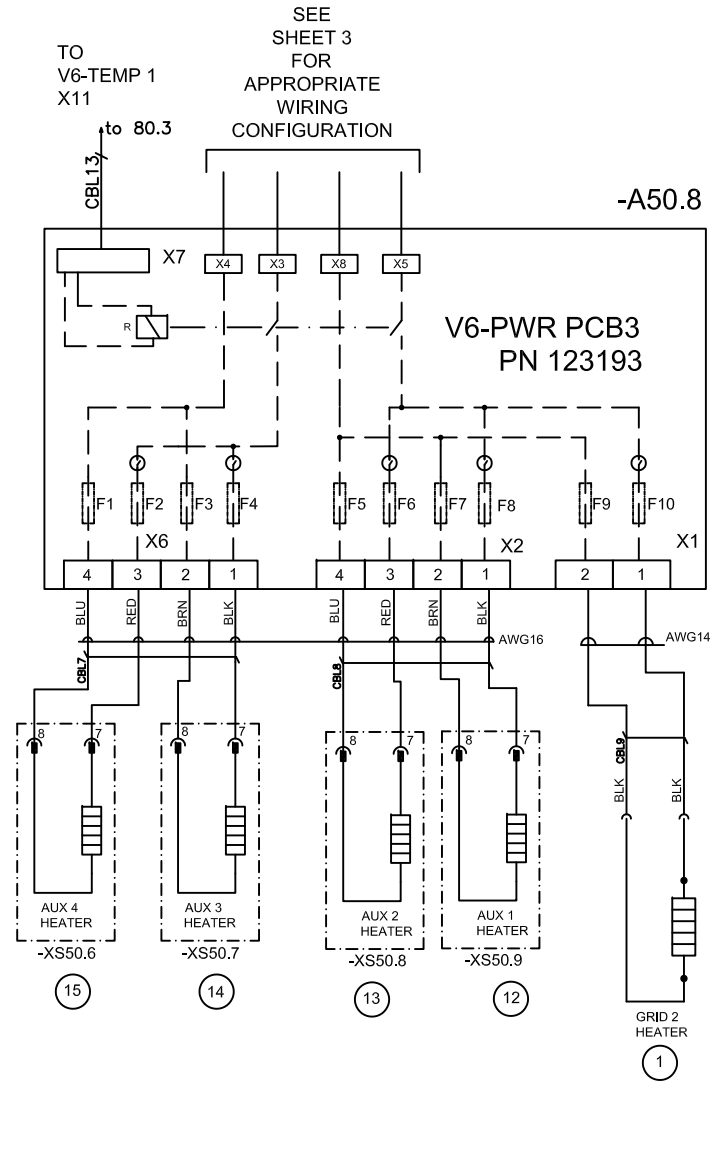 SEE
SHEET 3
FOR
APPROPRIATE
WIRING
CONFIGURATION
TO
V6-TEMP 1
X11
to 80.3
CBL13
-A50.8
X7
X4
X3
X8
X5
R
V6-PWR PCB3
PN 123193
F1
F2
F3
F4
F5
F6
F7
F8
F9
F10
X6
X2
X1
4
3
2
1
4
3
2
1
2
1
BLU
RED
BRN
BLK
BLU
RED
BRN
BLK
AWG16
AWG14
CBL7
CBL8
CBL9
BLK
BLK
8
7
8
7
8
7
8
7
AUX 4
HEATER
AUX 3
HEATER
AUX 2
HEATER
AUX 1
HEATER
-XS50.6
-XS50.7
-XS50.8
-XS50.9
15
14
13
12
GRID 2
HEATER
1